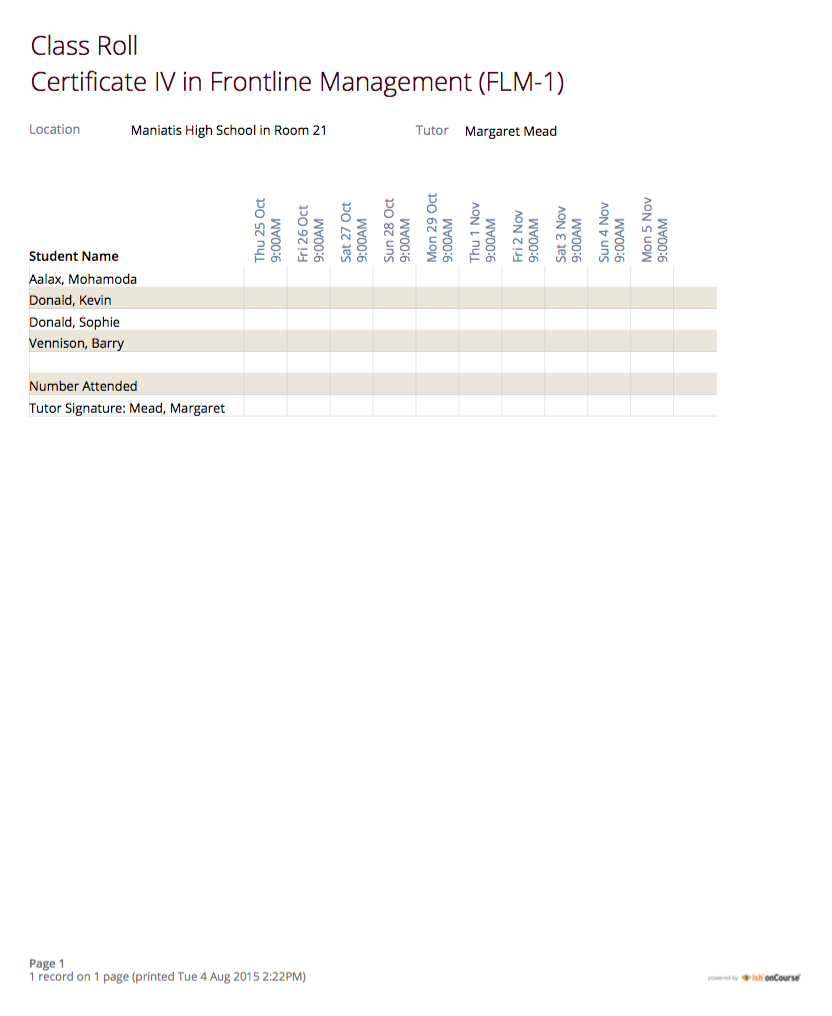 Class Roll
Certificate IV in Frontline Management (FLM-1)
Location Maniatis High School in Room 21 Tutor Margaret Mead
Student Name
Thu 25 Oct
9:00AM
Fri 26 Oct
9:00AM
Sat 27 Oct
9:00AM
Sun 28 Oct
9:00AM
Mon 29 Oct
9:00AM
Thu 1 Nov
9:00AM
Fri 2 Nov
9:00AM
Sat 3 Nov
9:00AM
Sun 4 Nov
9:00AM
Mon 5 Nov
9:00AM
Aalax, Mohamoda
Donald, Kevin
Donald, Sophie
Vennison, Barry
Number Attended
Tutor Signature: Mead, Margaret
Page 1
1 record on 1 page (printed Tue 4 Aug 2015 2:22PM)
powered by ish onCourse